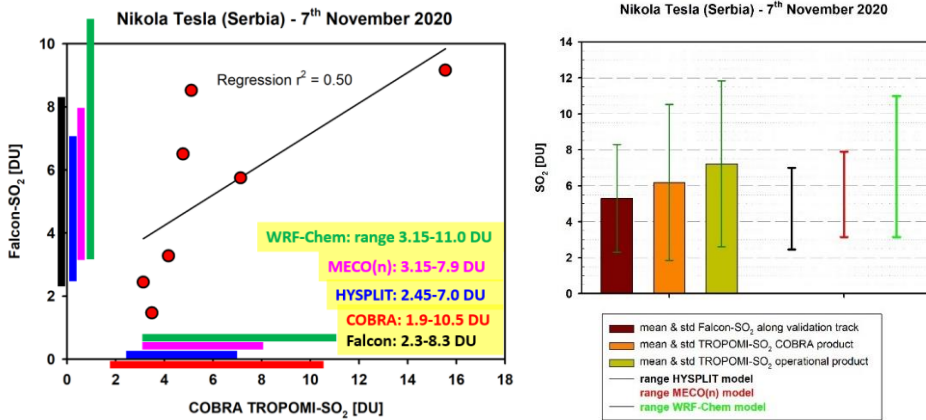 Nikola Tesla (Serbia) - 7th November 2020
Falcon-SO2 [DU]
10
8
6
4
2
0
Regression r2 = 0.50
WRF-Chem: range 3.15-11.0 DU
MECO(n): 3.15-7.9 DU
HYSPLIT: 2.45-7.0 DU
COBRA: 1.9-10.5 DU
Falcon: 2.3-8.3 DU
0 2 4 6 8 10 12 14 16 18
COBRA TROPOMI-SO2 [DU]
Nikola Tesla (Serbia) - 7th November 2020
SO2 [DU]
14
12
10
8
6
4
2
0
mean & std Falcon-SO2 along validation track
mean & std TROPOMI-SO2 COBRA product
mean & std TROPOMI-SO2 operational product
range HYSPLIT model
range MECO(n) model
range WRF-Chem model